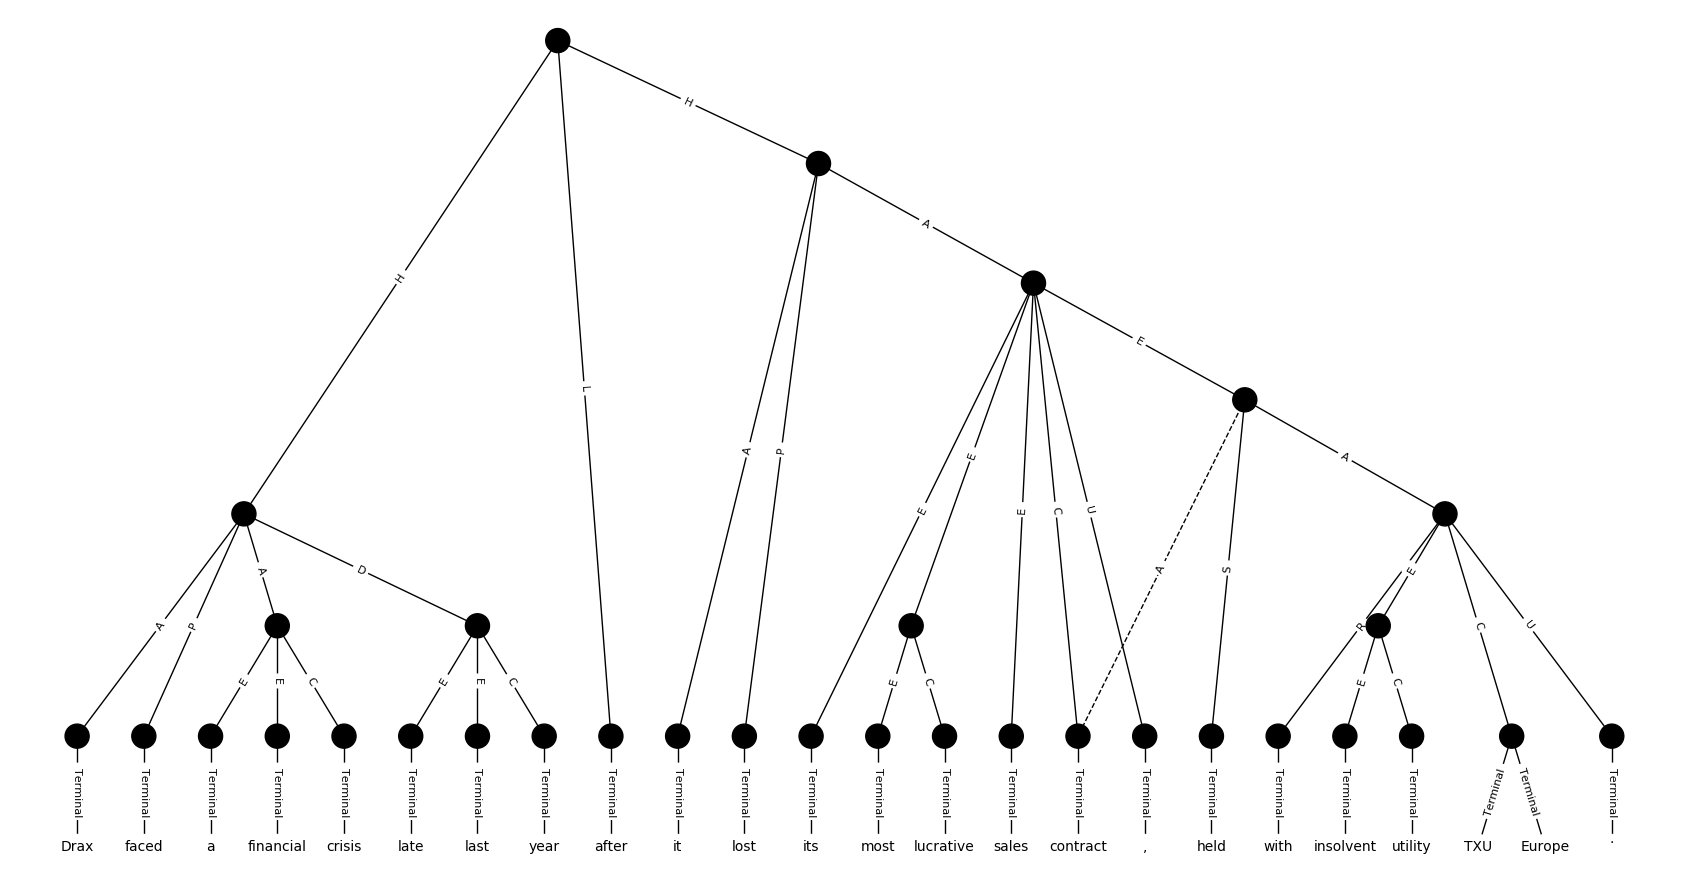 H
A
H
E
L
A
A
P
E
E
E
C
U
A
D
A
S
E
A
P
R
C
U
E
E
C
E
E
C
E
C
E
C
Terminal Terminal Terminal Terminal Terminal Terminal Terminal Terminal Terminal Terminal Terminal Terminal Terminal Terminal Terminal Terminal Terminal Terminal Terminal Terminal Terminal Terminal Terminal Terminal
Drax faced a financial crisis late last year after it lost its most lucrative sales contract , held with insolvent utility TXU Europe .